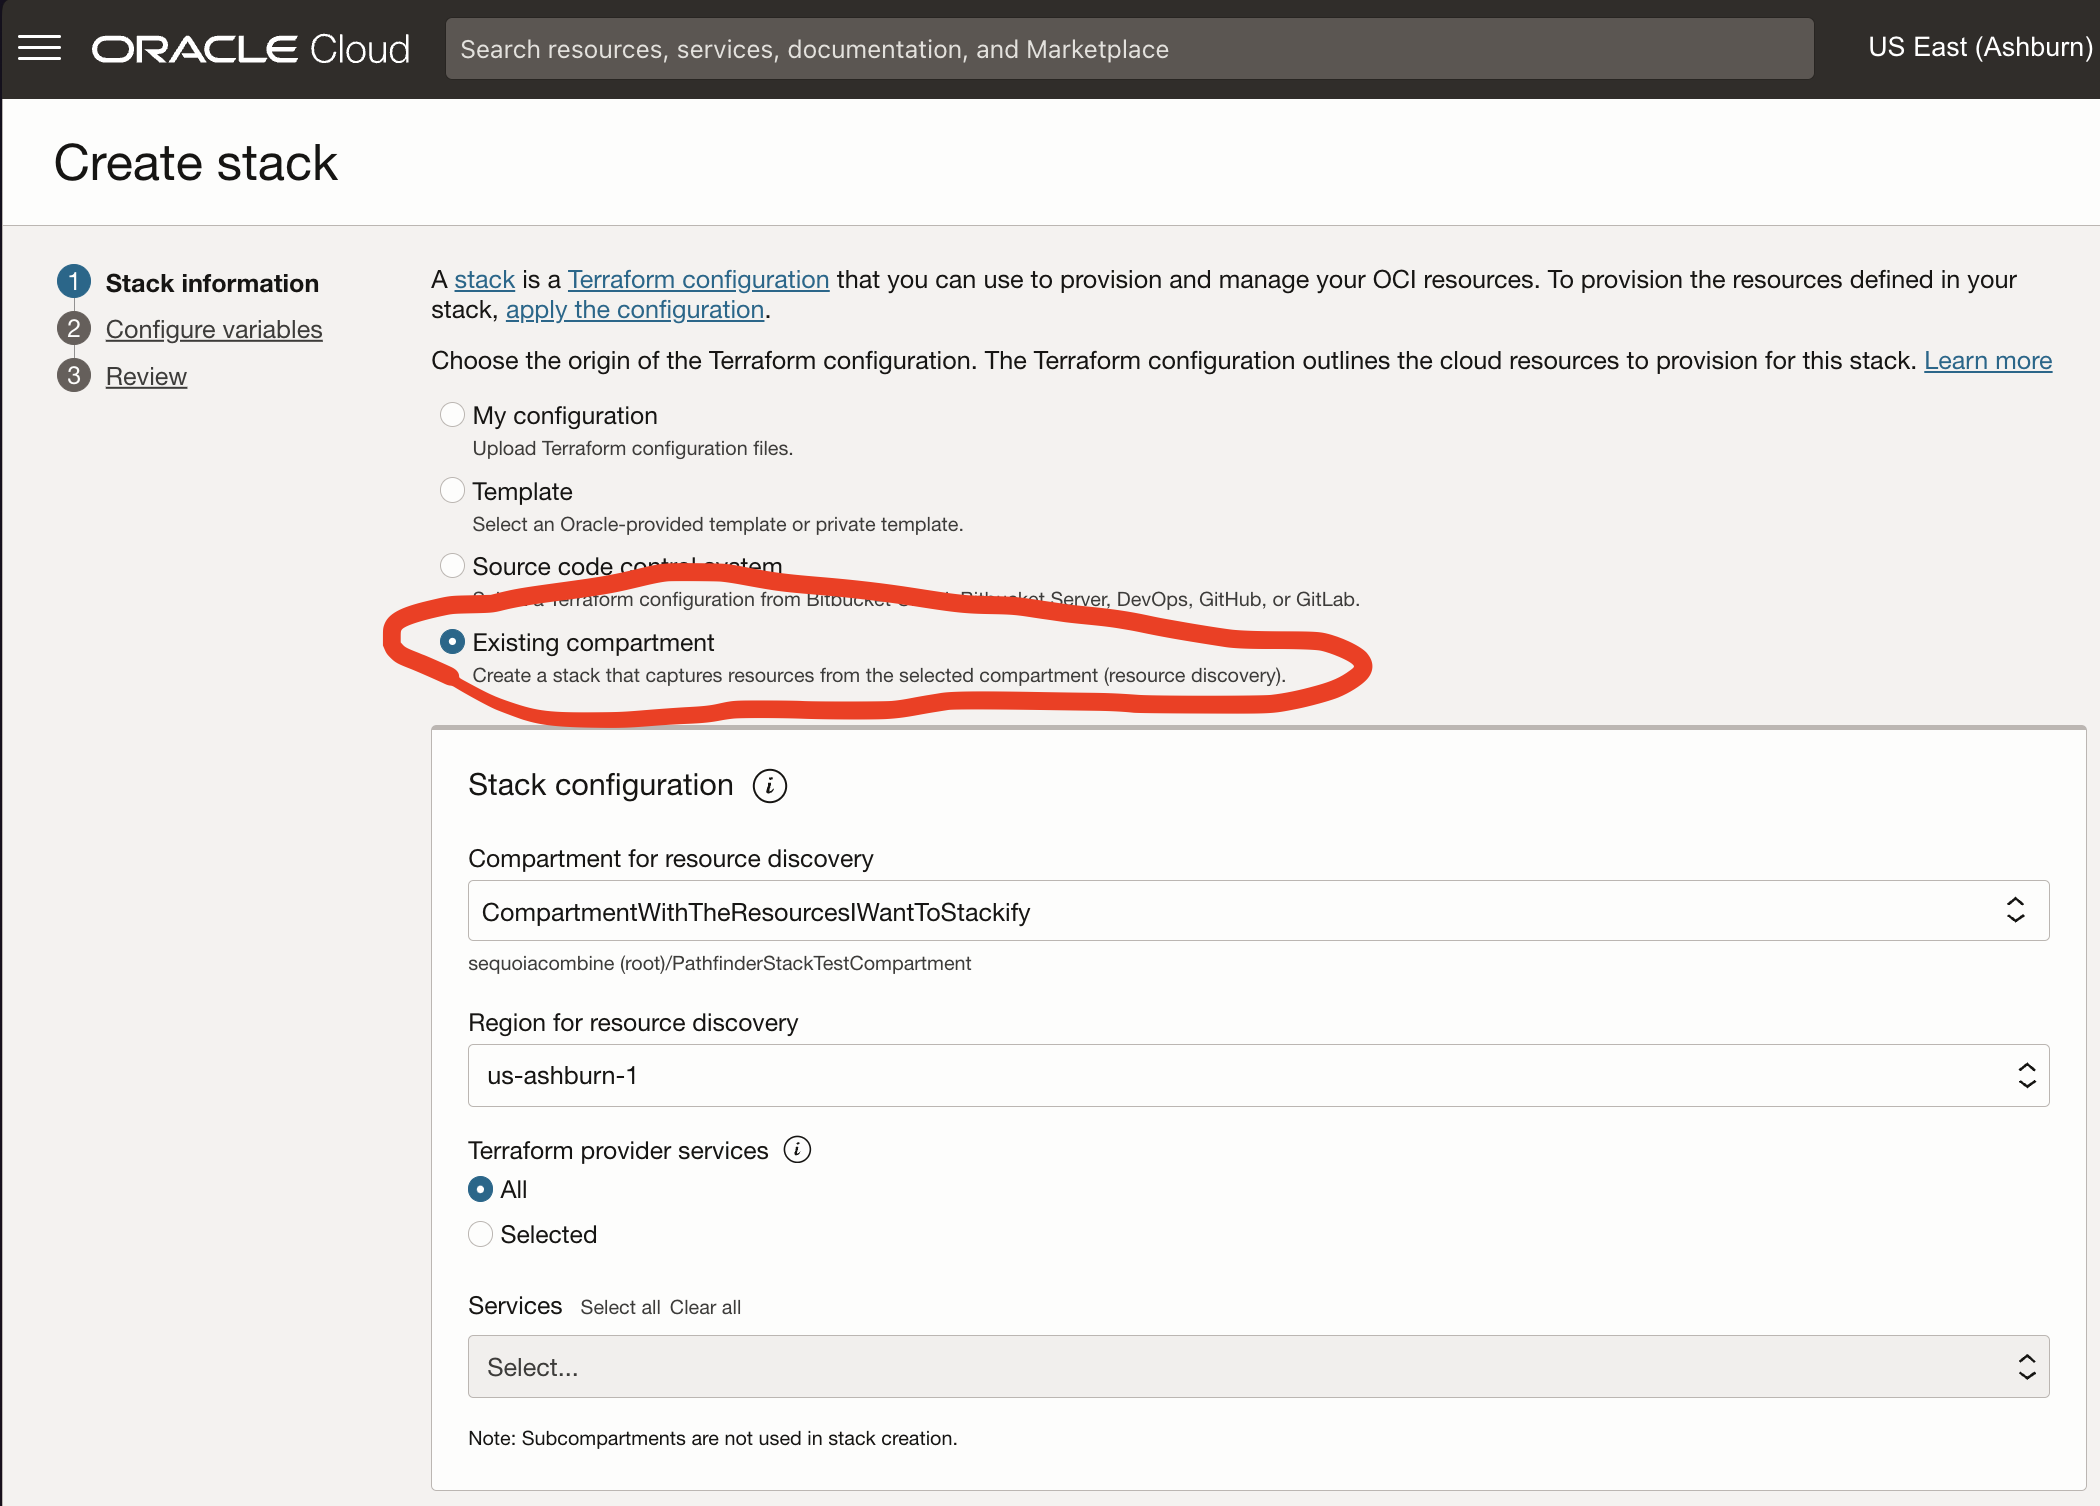 ORACLE Cloud
Search resources, services, documentation, and Marketplace
US East (Ashburn)
Create stack
1 Stack information
2 Configure variables
3 Review
A stack is a Terraform configuration that you can use to provision and manage your OCI resources. To provision the resources defined in your
stack, apply the configuration.
Choose the origin of the Terraform configuration. The Terraform configuration outlines the cloud resources to provision for this stack. Learn more
My configuration
Upload Terraform configuration files.
Template
Select an Oracle-provided template or private template.
Source code control system
Select a Terraform configuration from Bitbucket Cloud, Bitbucket Server, DevOps, GitHub, or GitLab.
Existing compartment
Create a stack that captures resources from the selected compartment (resource discovery).
Stack configuration i
Compartment for resource discovery
CompartmentWithTheResourcesIWantToStackify
sequoiacombine (root)/PathfinderStackTestCompartment
Region for resource discovery
us-ashburn-1
Terraform provider services i
All
Selected
Services Select all Clear all
Select...
Note: Subcompartments are not used in stack creation.